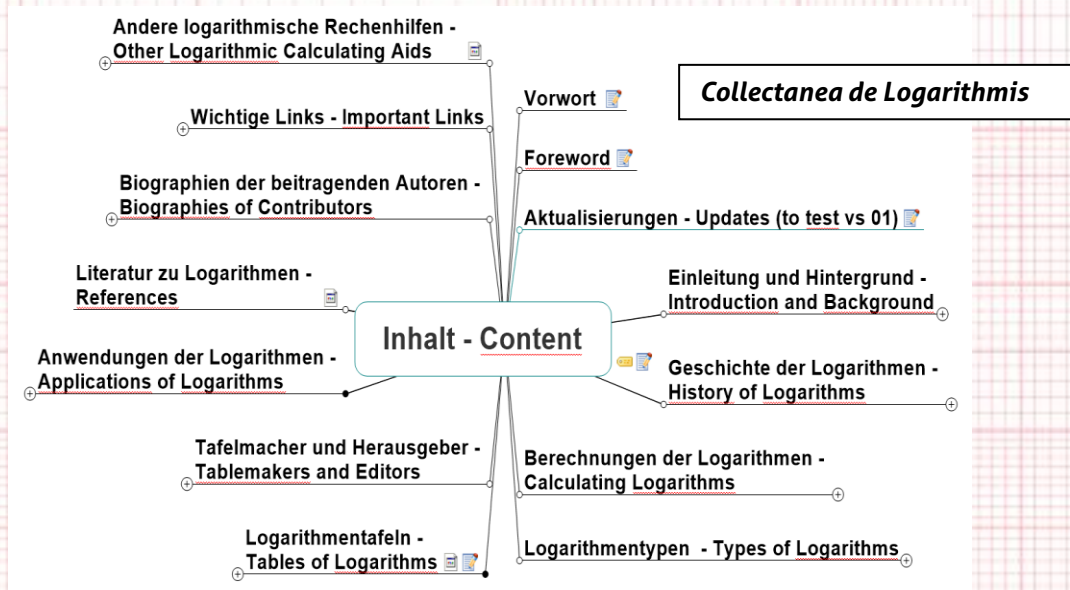 Collectanea de Logarithmis
Inhalt - Content
Vorwort
Foreword
Aktualisierungen - Updates (to test vs 01)
Einleitung und Hintergrund -
Introduction and Background
Geschichte der Logarithmen -
History of Logarithms
Berechnungen der Logarithmen -
Calculating Logarithms
Logarithmentypen  - Types of Logarithms
Andere logarithmische Rechenhilfen -
Other Logarithmic Calculating Aids
Wichtige Links - Important Links
Biographien der beitragenden Autoren -
Biographies of Contributors
Literatur zu Logarithmen -
References
Anwendungen der Logarithmen -
Applications of Logarithms
Tafelmacher und Herausgeber -
Tablemakers and Editors
Logarithmentafeln -
Tables of Logarithms